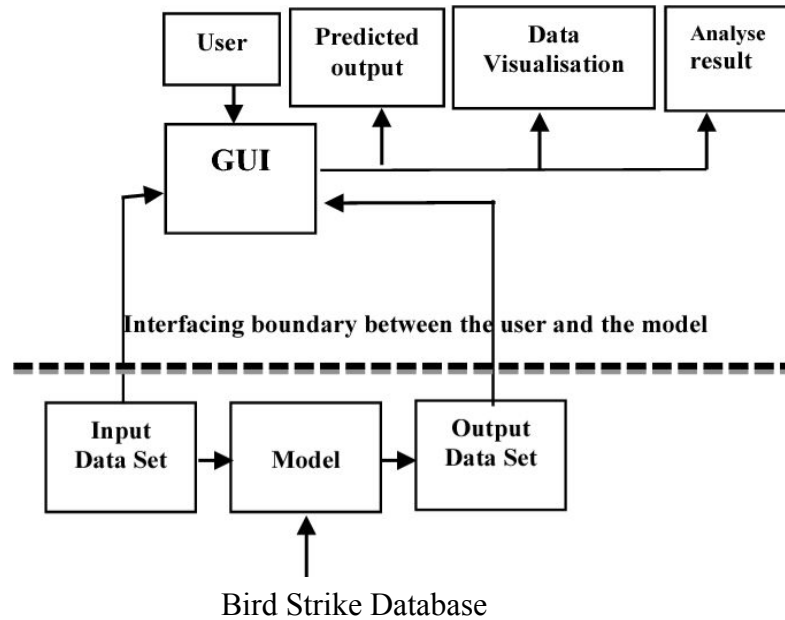 User
Predicted
output
Data
Visualisation
Analyse
result
GUI
Interfacing boundary between the user and the model
Input
Data Set
Model
Output
Data Set
Bird Strike Database